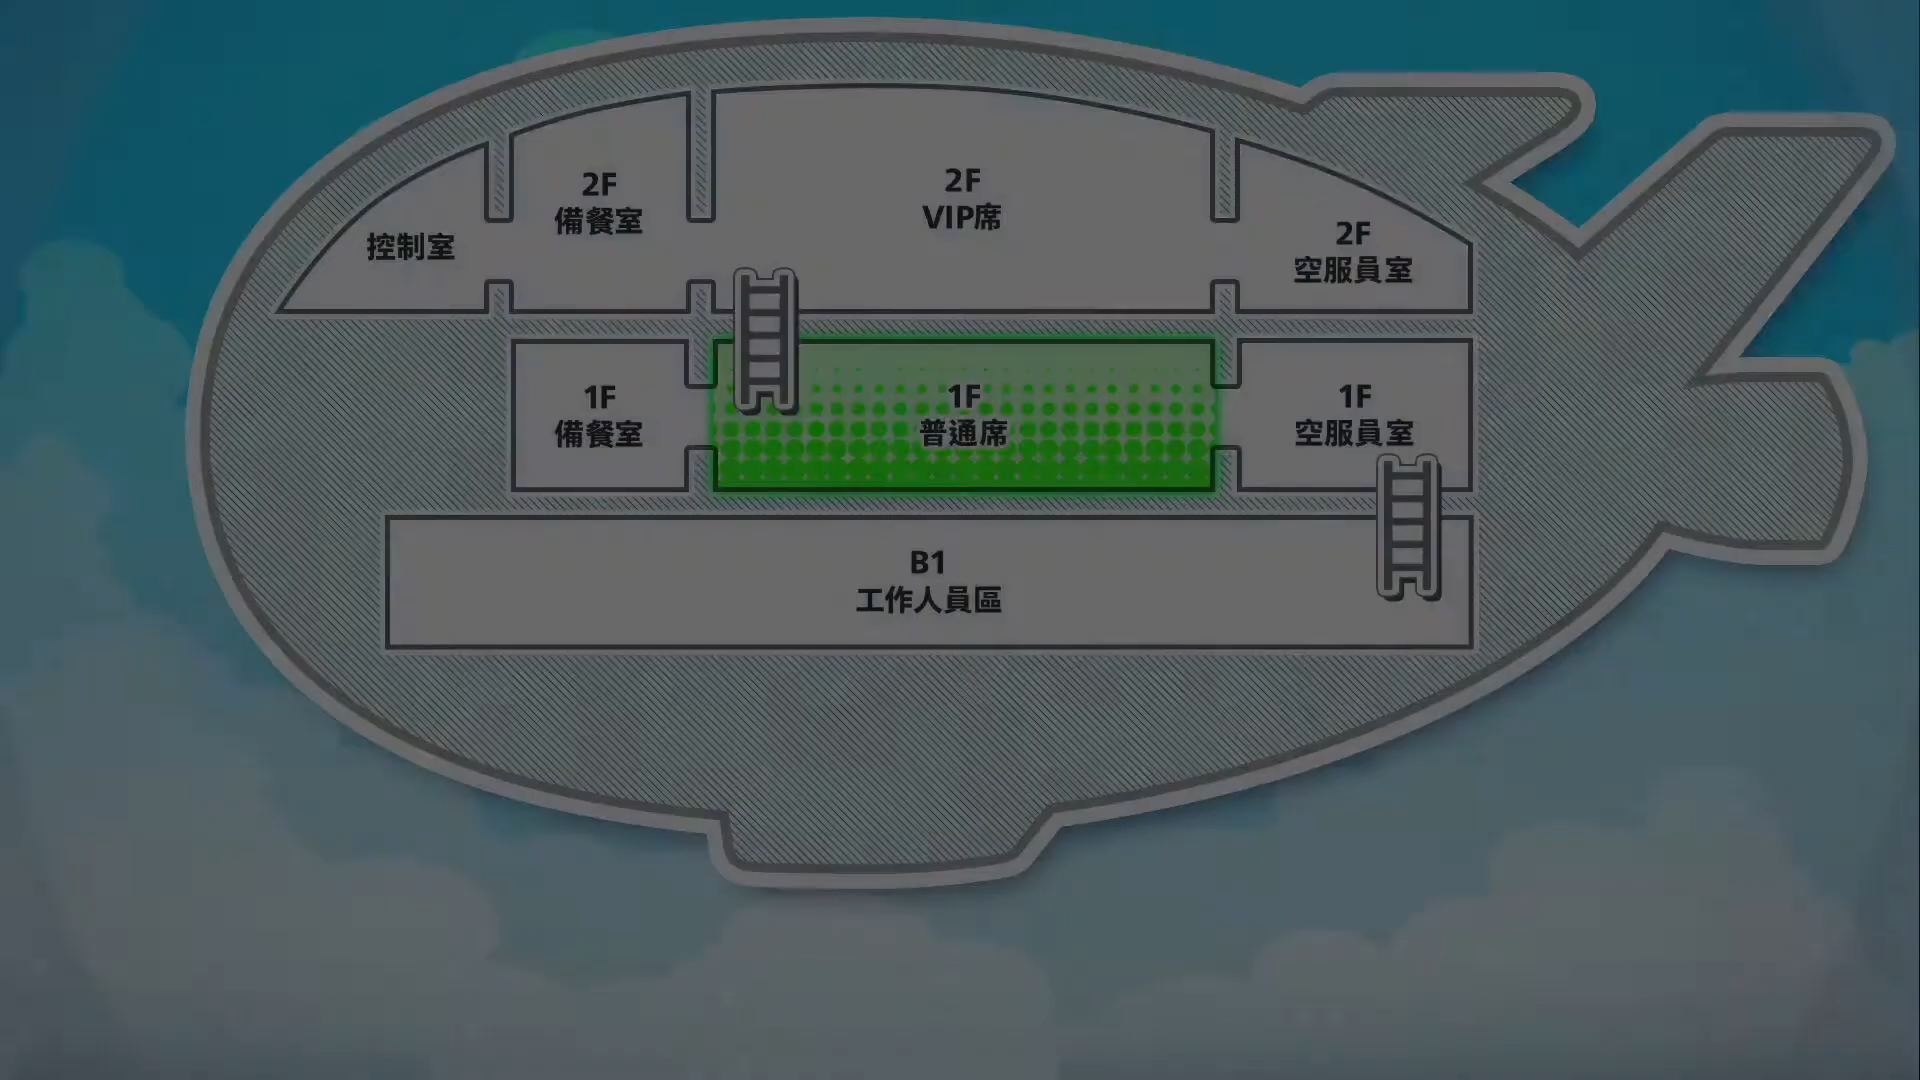 控制室
2F
備餐室
2F
VIP席
2F
空服員室
1F
備餐室
1F
普通席
1F
空服員室
B1
工作人員區